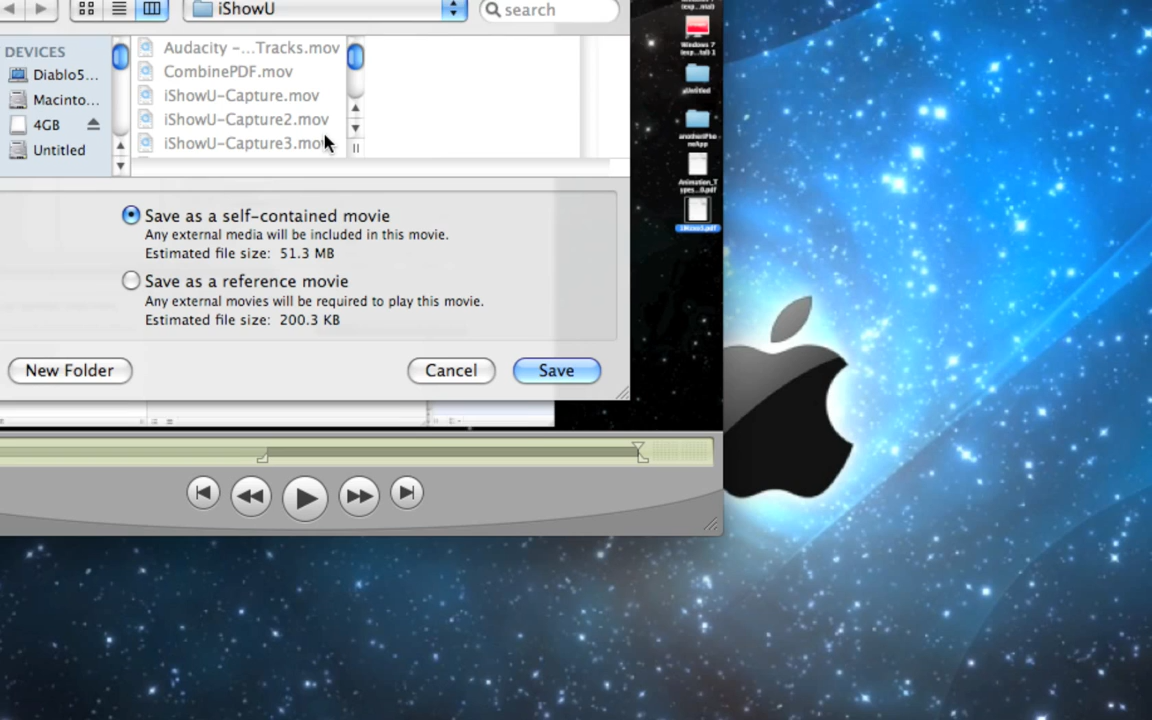 iShowU
search
DEVICES
Diablo5...
Macinto...
4GB
Untitled
Audacity -...Tracks.mov
CombinePDF.mov
iShowU-Capture.mov
iShowU-Capture2.mov
iShowU-Capture3.mov
Save as a self-contained movie
Any external media will be included in this movie.
Estimated file size: 51.3 MB
Save as a reference movie
Any external movies will be required to play this movie.
Estimated file size: 200.3 KB
New Folder
Cancel
Save
Windows 7